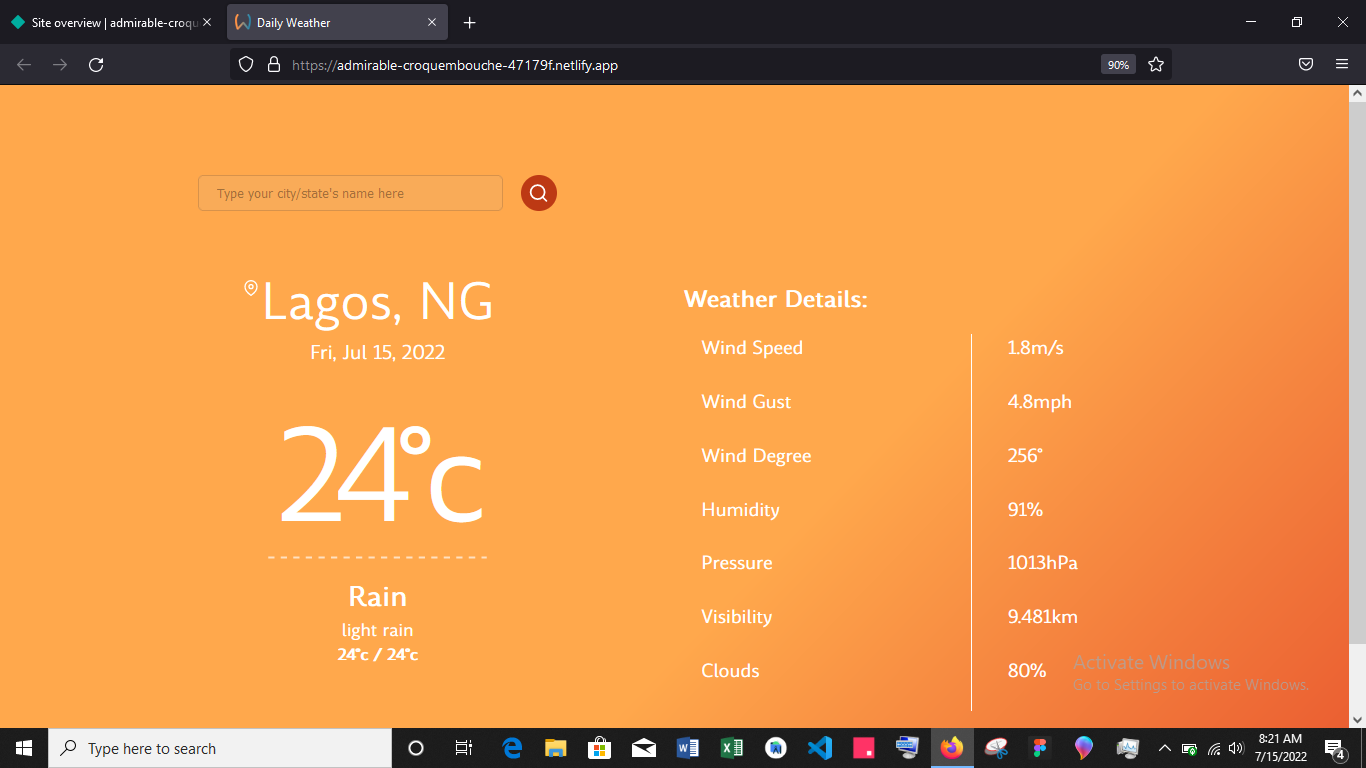 Site overview | admirable-croqu
Daily Weather
https://admirable-croquembouche-47179f.netlify.app
90%
Type your city/state's name here
Lagos, NG
Fri, Jul 15, 2022
24°c
Rain
light rain
24°c / 24°c
Weather Details:
Wind Speed 1.8m/s
Wind Gust 4.8mph
Wind Degree 256°
Humidity 91%
Pressure 1013hPa
Visibility 9.481km
Clouds 80%
Activate Windows
Go to Settings to activate Windows.
Type here to search
8:21 AM
7/15/2022
4